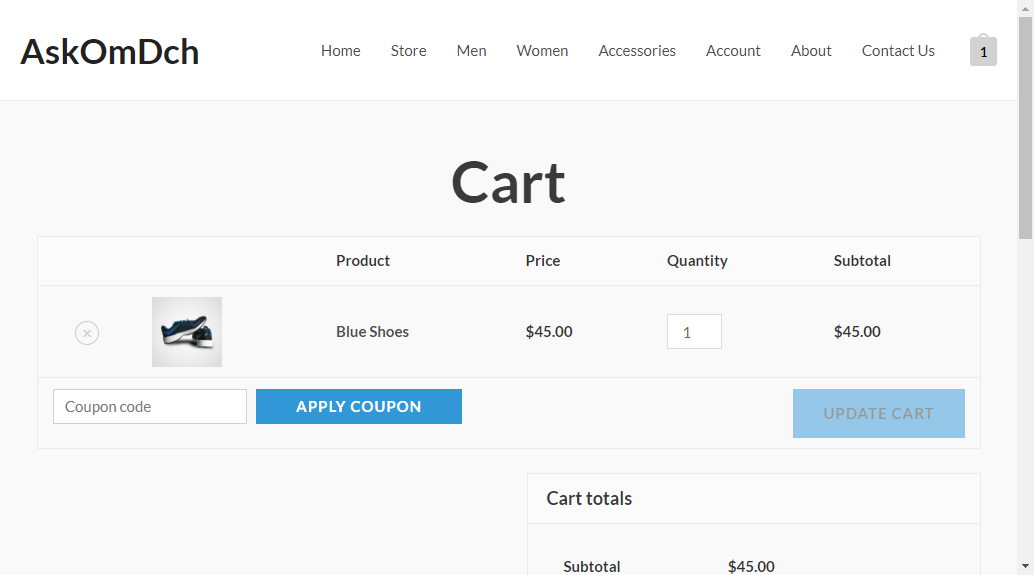 AskOmDch
Home Store Men Women Accessories Account About Contact Us 1
Cart
Product Price Quantity Subtotal
× Blue Shoes $45.00 1 $45.00
Coupon code APPLY COUPON UPDATE CART
Cart totals
Subtotal $45.00